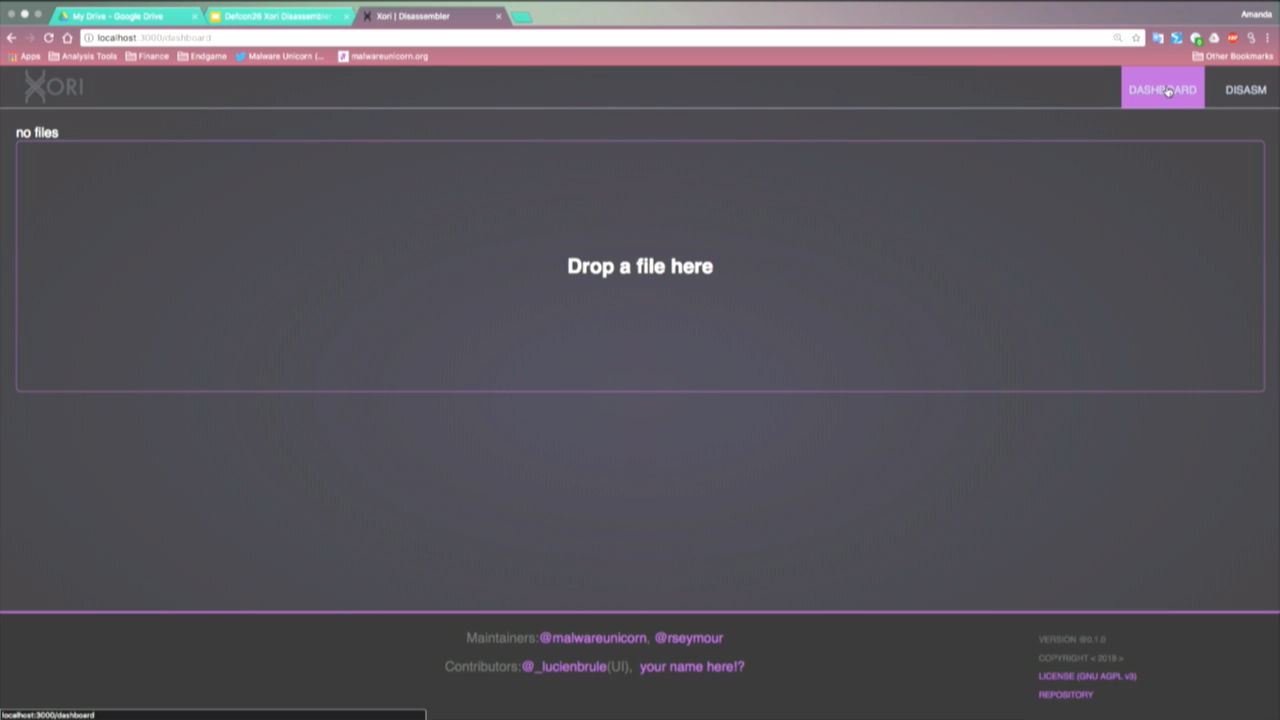 My Drive - Google Drive
Defcon26 Xori Disassembler
Xori | Disassembler
Amanda
localhost:3000/dashboard
Apps
Analysis Tools
Finance
Endgame
Malware Unicorn (...
malwareunicorn.org
Other Bookmarks
XORI
DASHBOARD
DISASM
no files
Drop a file here
Maintainers:@malwareunicorn, @rseymour
Contributors:@_lucienbrule(UI), your name here!?
VERSION @0.1.0
COPYRIGHT < 2018 >
LICENSE (GNU AGPL v3)
REPOSITORY
localhost:3000/dashboard